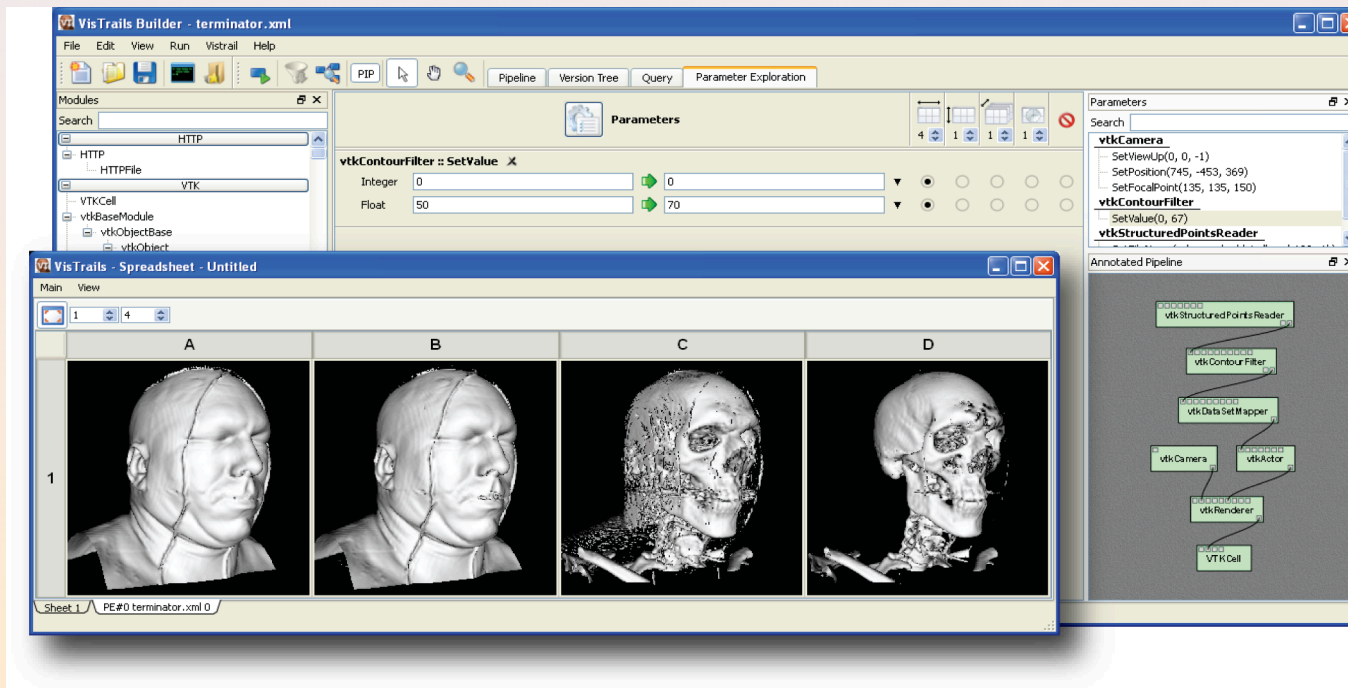 VisTrails Builder - terminator.xml
File Edit View Run Vistrail Help
PIP Pipeline Version Tree Query Parameter Exploration
Modules
Search
HTTP
HTTP
HTTPFile
VTK
VTKCell
vtkBaseModule
vtkObjectBase
vtkObject
Parameters
4 1 1 1
vtkContourFilter :: SetValue
Integer 0 0
Float 50 70
Parameters
Search
vtkCamera
SetViewUp(0, 0, -1)
SetPosition(745, -453, 369)
SetFocalPoint(135, 135, 150)
vtkContourFilter
SetValue(0, 67)
vtkStructuredPointsReader
Annotated Pipeline
vtkStructuredPointsReader
vtkContourFilter
vtkDataSetMapper
vtkCamera vtkActor
vtkRenderer
VTKCell
VisTrails - Spreadsheet - Untitled
Main View
1 4
A B C D
1
Sheet 1 PE#0 terminator.xml 0